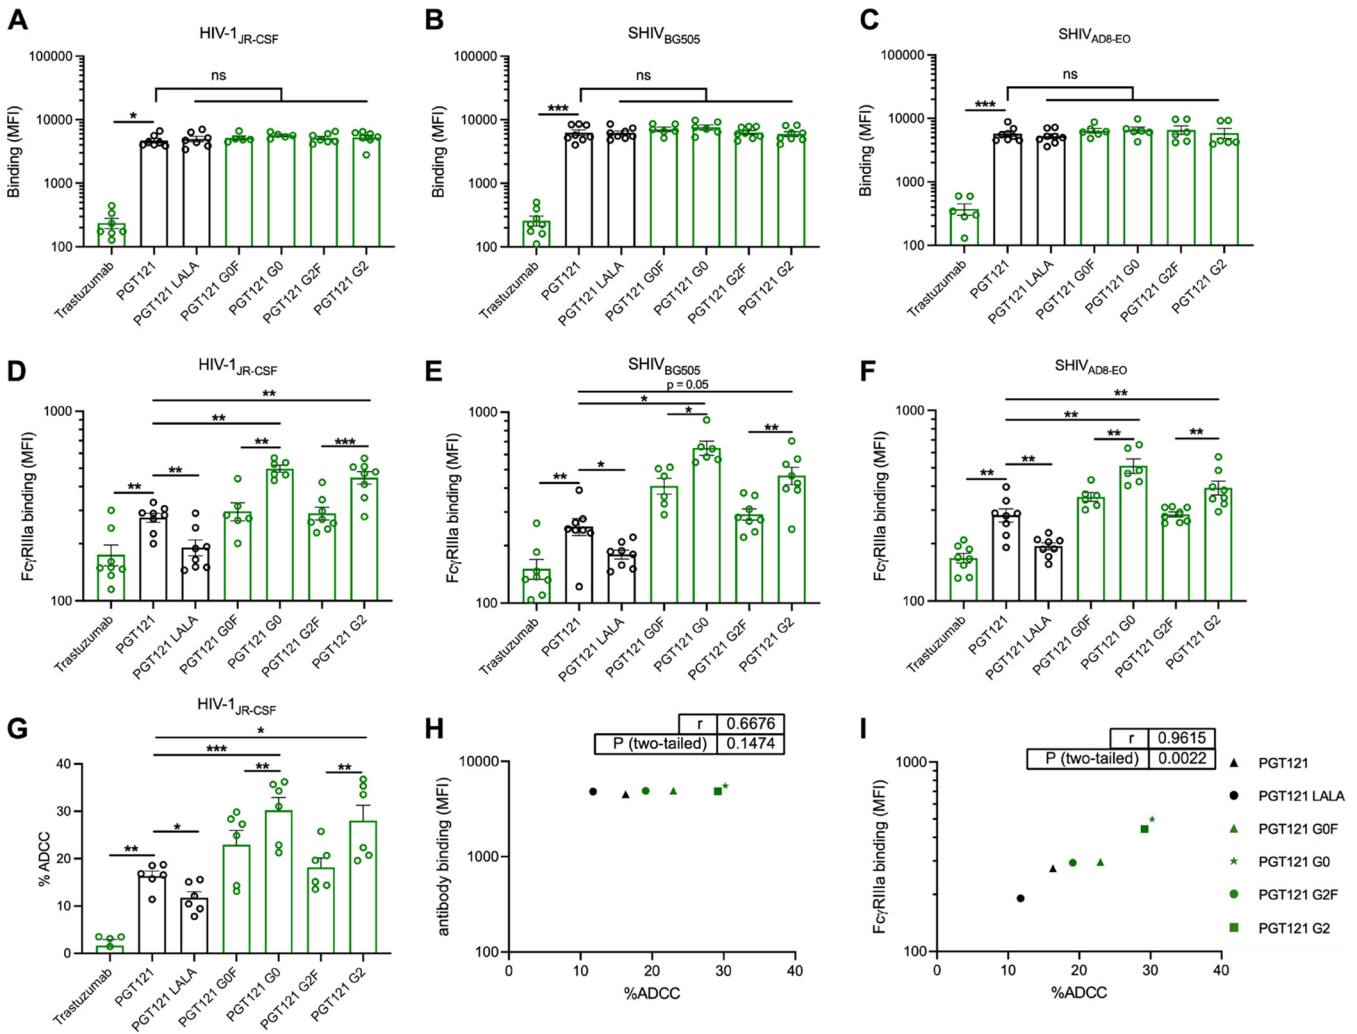 A
HIV-1JR-CSF
Binding (MFI)
100000
10000
1000
100
ns
*
Trastuzumab
PGT121
PGT121 LALA
PGT121 G0F
PGT121 G0
PGT121 G2F
PGT121 G2
B
SHIVBG505
Binding (MFI)
100000
10000
1000
100
ns
***
Trastuzumab
PGT121
PGT121 LALA
PGT121 G0F
PGT121 G0
PGT121 G2F
PGT121 G2
C
SHIVAD8-EO
Binding (MFI)
100000
10000
1000
100
ns
***
Trastuzumab
PGT121
PGT121 LALA
PGT121 G0F
PGT121 G0
PGT121 G2F
PGT121 G2
D
HIV-1JR-CSF
FcγRIIIa binding (MFI)
1000
100
**
**
** ***
** **
Trastuzumab
PGT121
PGT121 LALA
PGT121 G0F
PGT121 G0
PGT121 G2F
PGT121 G2
E
SHIVBG505
FcγRIIIa binding (MFI)
1000
100
p = 0.05
*
*
**
** *
Trastuzumab
PGT121
PGT121 LALA
PGT121 G0F
PGT121 G0
PGT121 G2F
PGT121 G2
F
SHIVAD8-EO
FcγRIIIa binding (MFI)
1000
100
**
**
** **
** **
Trastuzumab
PGT121
PGT121 LALA
PGT121 G0F
PGT121 G0
PGT121 G2F
PGT121 G2
G
HIV-1JR-CSF
% ADCC
40
30
20
10
0
*
***
** **
** *
Trastuzumab
PGT121
PGT121 LALA
PGT121 G0F
PGT121 G0
PGT121 G2F
PGT121 G2
H
r 0.6676
P (two-tailed) 0.1474
antibody binding (MFI)
10000
1000
100
0 10 20 30 40
%ADCC
I
r 0.9615
P (two-tailed) 0.0022
FcγRIIIa binding (MFI)
1000
100
0 10 20 30 40
%ADCC
PGT121
PGT121 LALA
PGT121 G0F
PGT121 G0
PGT121 G2F
PGT121 G2